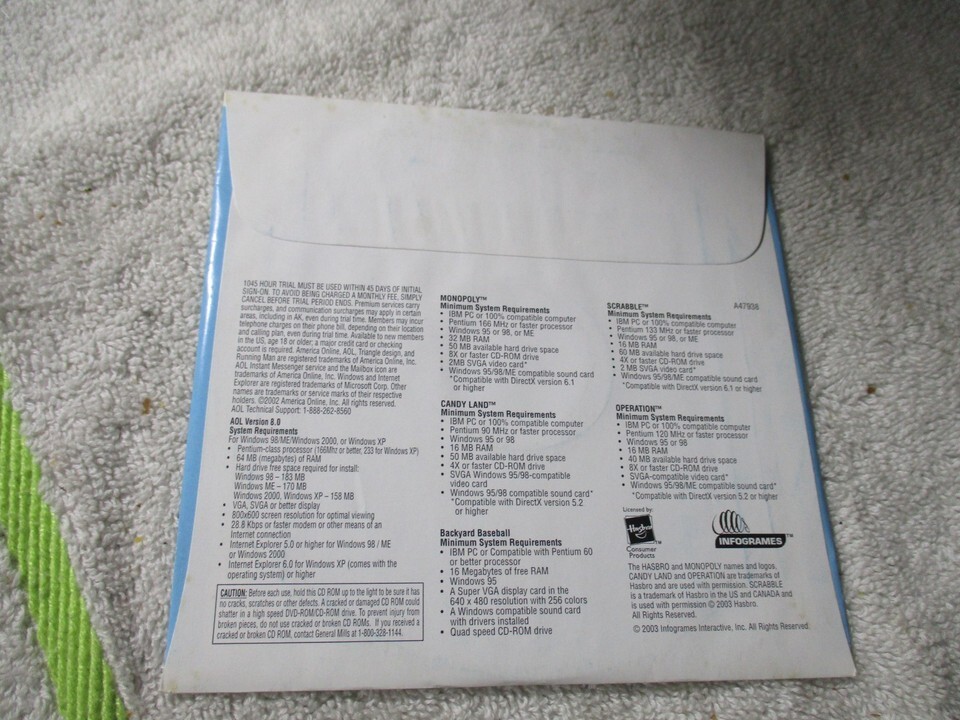 1045 HOUR TRIAL MUST BE USED WITHIN 45 DAYS OF INITIAL
SIGN-ON. TO AVOID BEING CHARGED A MONTHLY FEE, SIMPLY
CANCEL BEFORE TRIAL PERIOD ENDS. Premium services carry
surcharges, and communication surcharges may apply in certain
areas, including in AK, even during trial time. Members may incur
telephone charges on their phone bill, depending on their location
and calling plan, even during trial time. Available to new members
in the US, age 18 or older; a major credit card or checking
account is required. America Online, AOL, Triangle design, and
Running Man are registered trademarks of America Online, Inc.
AOL Instant Messenger service and the Mailbox icon are
trademarks of America Online, Inc. Windows and Internet
Explorer are registered trademarks of Microsoft Corp. Other
names are trademarks or service marks of their respective
holders. ©2002 America Online, Inc. All rights reserved.
AOL Technical Support: 1-888-262-8560
AOL Version 8.0
System Requirements
For Windows 98/ME/Windows 2000, or Windows XP
• Pentium-class processor (166Mhz or better, 233 for Windows XP)
• 64 MB (megabytes) of RAM
• Hard drive free space required for install:
Windows 98 – 183 MB
Windows ME – 170 MB
Windows 2000, Windows XP – 158 MB
• VGA, SVGA or better display
• 800x600 screen resolution for optimal viewing
• 28.8 Kbps or faster modem or other means of an
Internet connection
• Internet Explorer 5.0 or higher for Windows 98 / ME
or Windows 2000
• Internet Explorer 6.0 for Windows XP (comes with the
operating system) or higher
CAUTION: Before each use, hold this CD ROM up to the light to be sure it has
no cracks, scratches or other defects. A cracked or damaged CD ROM could
shatter in a high speed DVD-ROM/CD-ROM drive. To prevent injury from
broken pieces, do not use cracked or broken CD ROMs. If you received a
cracked or broken CD ROM, contact General Mills at 1-800-328-1144.
MONOPOLY™
Minimum System Requirements
• IBM PC or 100% compatible computer
• Pentium 166 MHz or faster processor
• Windows 95 or 98, or ME
• 32 MB RAM
• 50 MB available hard drive space
• 8X or faster CD-ROM drive
• 2MB SVGA video card*
• Windows 95/98/ME compatible sound card*
*Compatible with DirectX version 6.1
or higher
CANDY LAND™
Minimum System Requirements
• IBM PC or 100% compatible computer
• Pentium 90 MHz or faster processor
• Windows 95 or 98
• 16 MB RAM
• 50 MB available hard drive space
• 4X or faster CD-ROM drive
• SVGA Windows 95/98-compatible
video card
• Windows 95/98 compatible sound card*
*Compatible with DirectX version 5.2
or higher
Backyard Baseball
Minimum System Requirements
• IBM PC or Compatible with Pentium 60
or better processor
• 16 Megabytes of free RAM
• Windows 95
• A Super VGA display card in the
640 x 480 resolution with 256 colors
• A Windows compatible sound card
with drivers installed
• Quad speed CD-ROM drive
SCRABBLE™ A47938
Minimum System Requirements
• IBM PC or 100% compatible computer
• Pentium 133 MHz or faster processor
• Windows 95 or 98, or ME
• 16 MB RAM
• 60 MB available hard drive space
• 4X or faster CD-ROM drive
• 2 MB SVGA video card*
• Windows 95/98/ME compatible sound card*
*Compatible with DirectX version 6.1 or higher
OPERATION™
Minimum System Requirements
• IBM PC or 100% compatible computer
• Pentium 120 MHz or faster processor
• Windows 95 or 98
• 16 MB RAM
• 40 MB available hard drive space
• 8X or faster CD-ROM drive
• SVGA-compatible video card*
• Windows 95/98/ME compatible sound card*
*Compatible with DirectX version 5.2 or higher
Licensed by:
Hasbro
Consumer
Products
INFOGRAMES™
The HASBRO and MONOPOLY names and logos,
CANDY LAND and OPERATION are trademarks of
Hasbro and are used with permission. SCRABBLE
is a trademark of Hasbro in the US and CANADA and
is used with permission © 2003 Hasbro.
All Rights Reserved.
© 2003 Infogrames Interactive, Inc. All Rights Reserved.